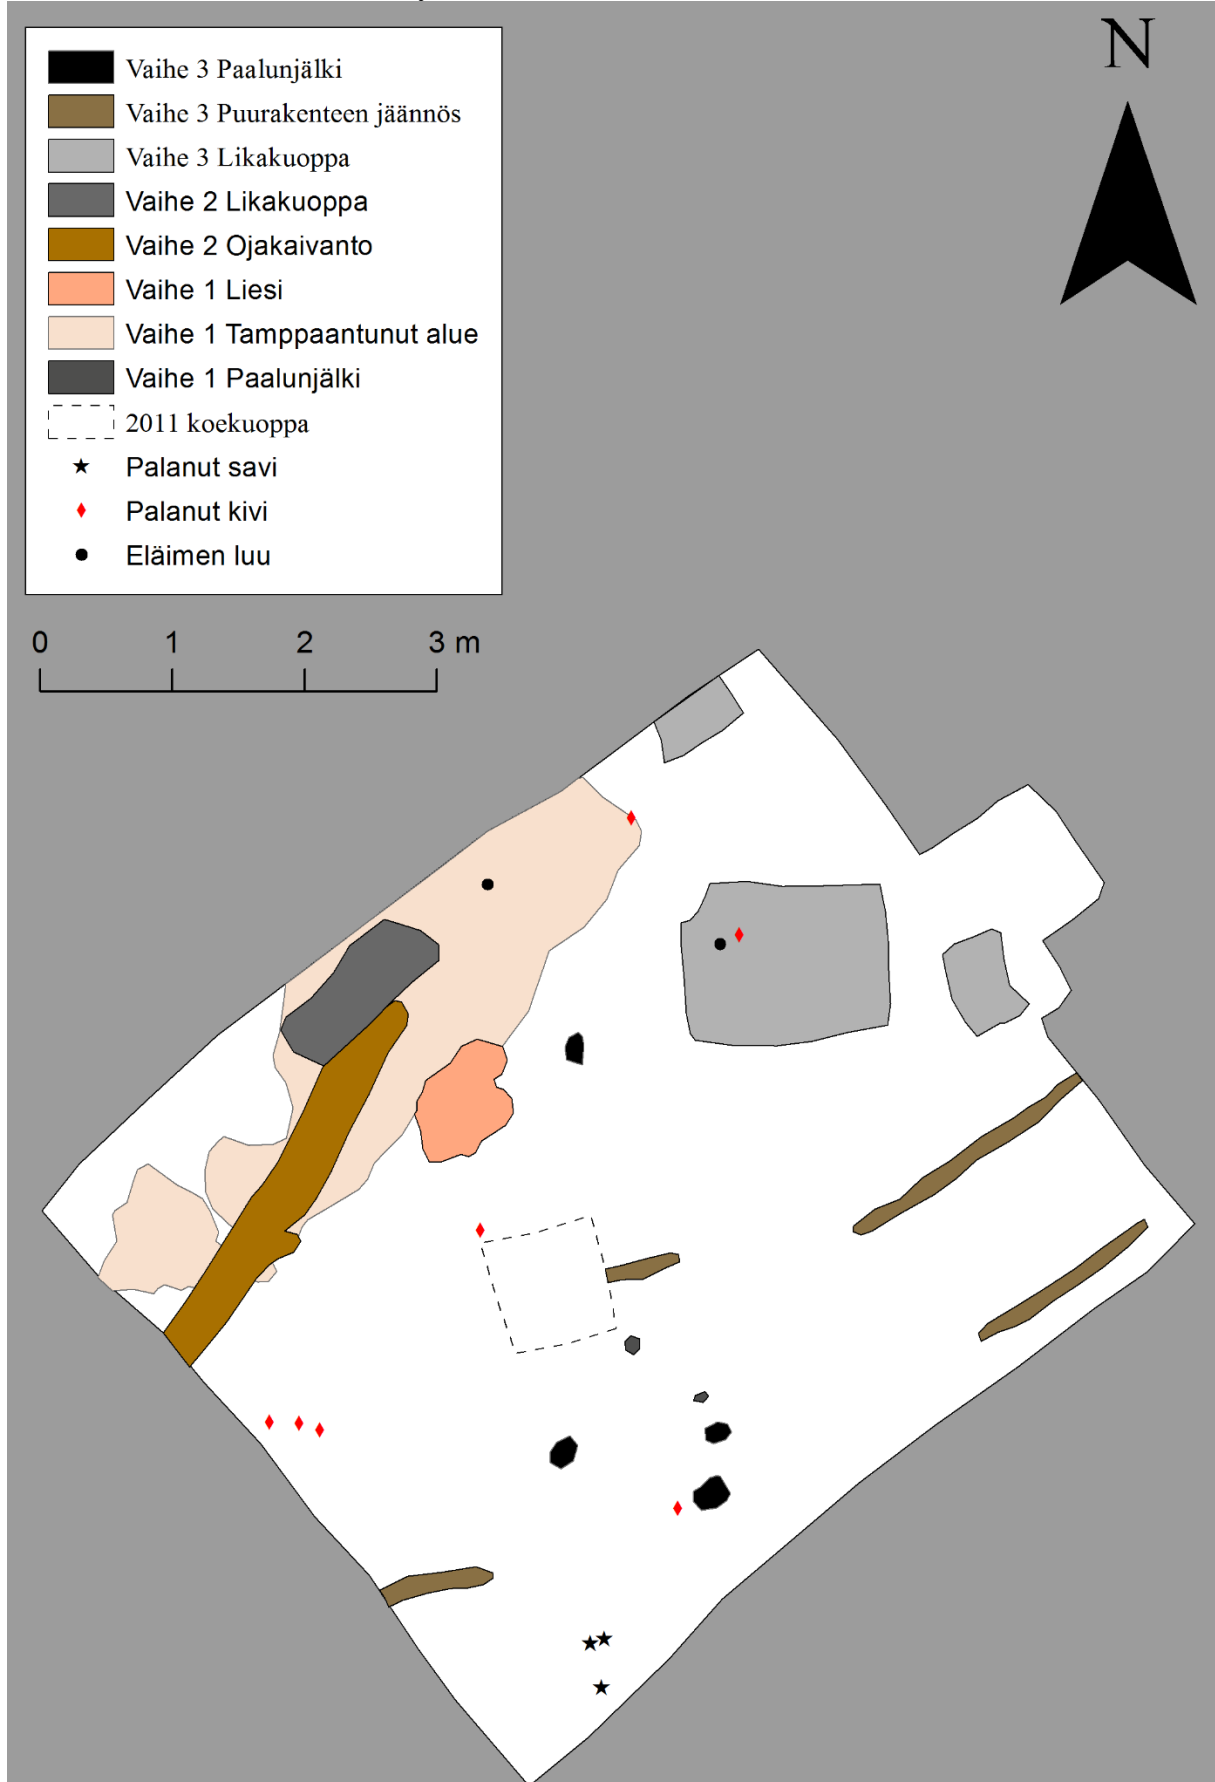 N
Vaihe 3 Paalunjälki
Vaihe 3 Puurakenteen jäännös
Vaihe 3 Likakuoppa
Vaihe 2 Likakuoppa
Vaihe 2 Ojakaivanto
Vaihe 1 Liesi
Vaihe 1 Tamppaantunut alue
Vaihe 1 Paalunjälki
2011 koekuoppa
Palanut savi
Palanut kivi
Eläimen luu
0 1 2 3 m